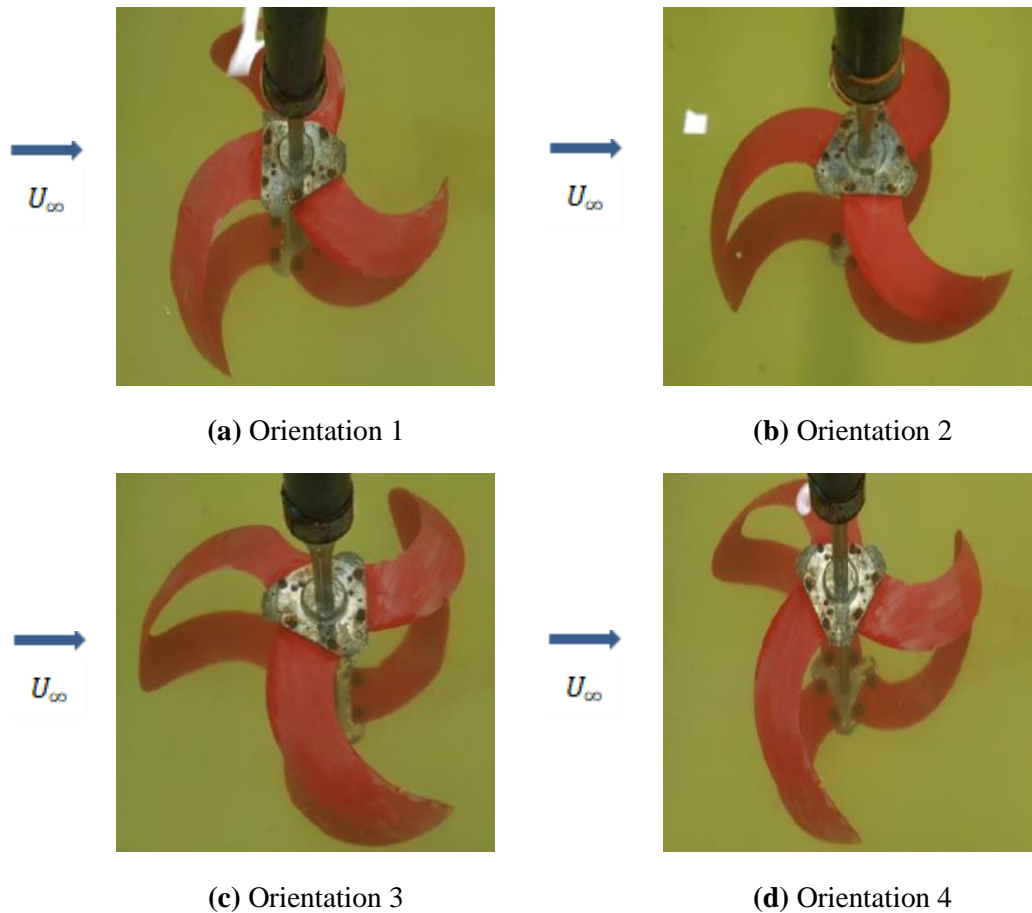 U∞
U∞
(a) Orientation 1
(b) Orientation 2
U∞
U∞
(c) Orientation 3
(d) Orientation 4